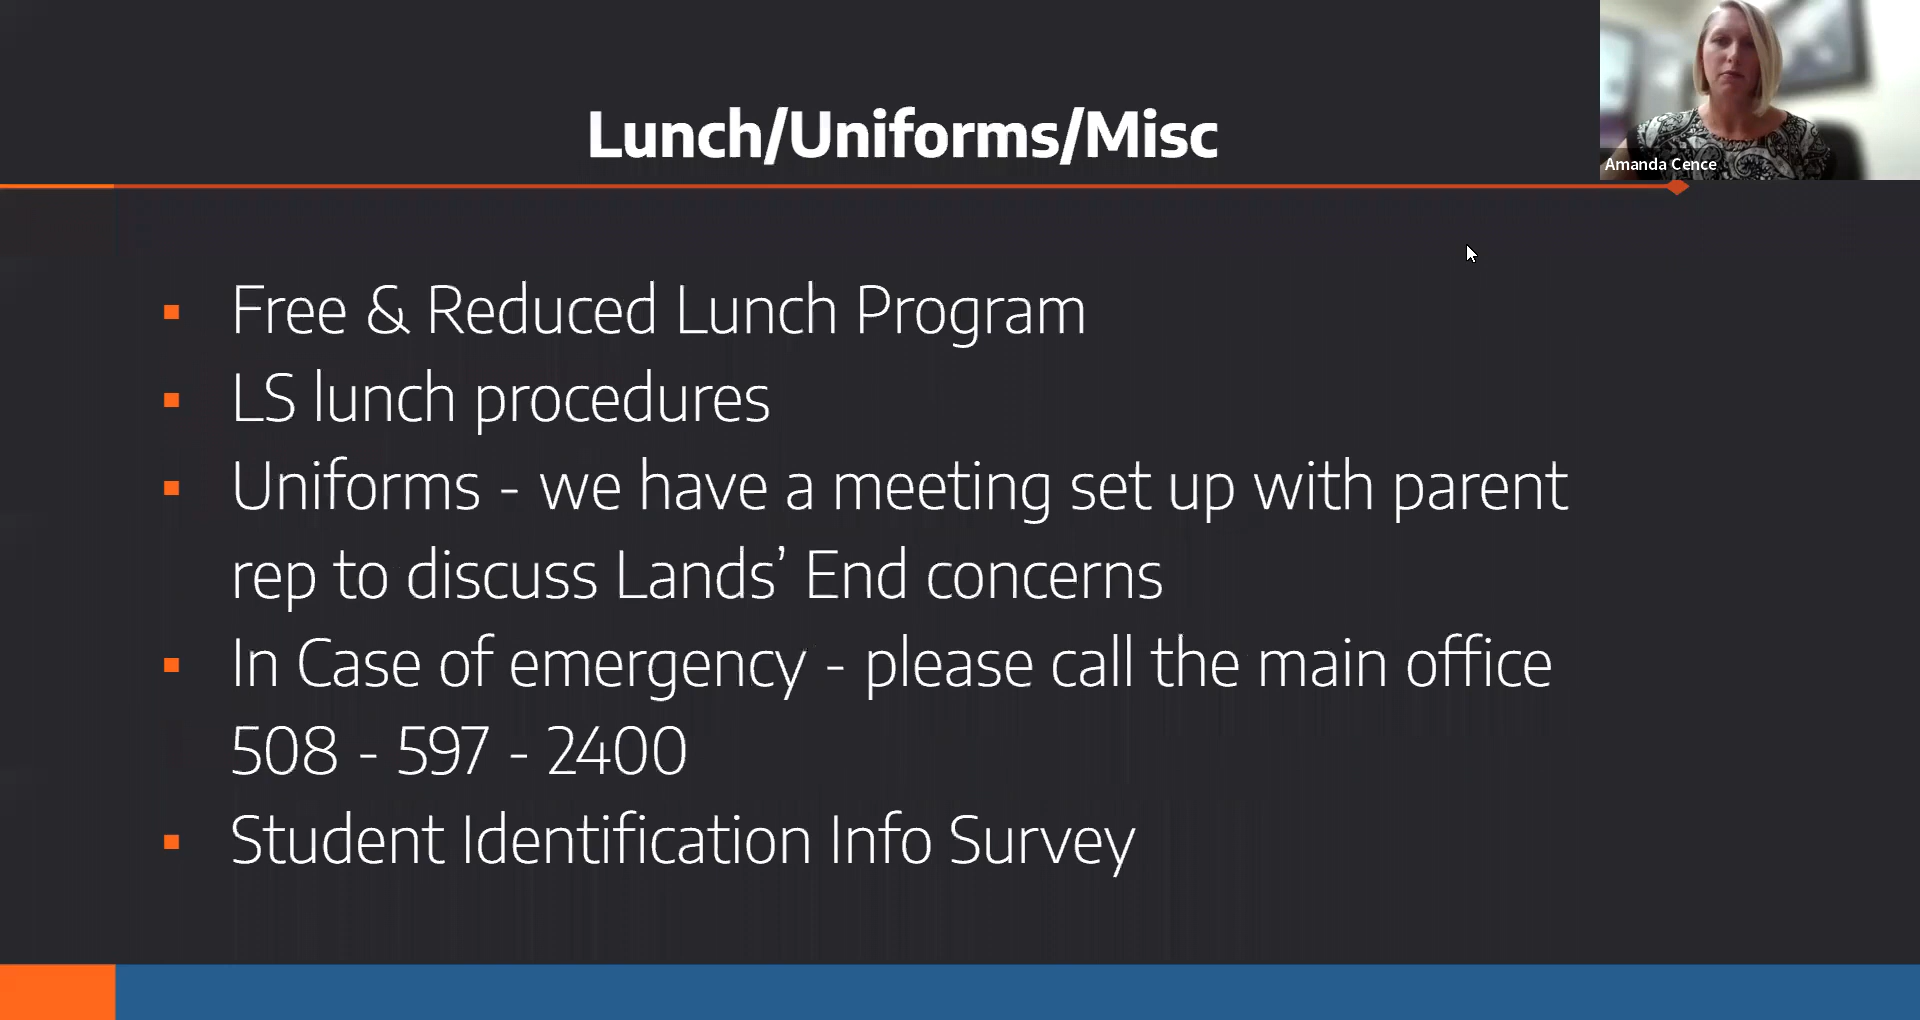 Lunch/Uniforms/Misc
Amanda Cence
Free & Reduced Lunch Program
LS lunch procedures
Uniforms - we have a meeting set up with parent
rep to discuss Lands’ End concerns
In Case of emergency - please call the main office
508 - 597 - 2400
Student Identification Info Survey